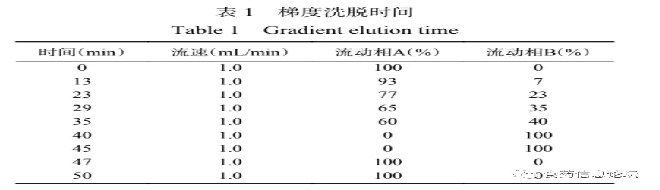 表 1 梯度洗脱时间
Table 1 Gradient elution time
时间(min) 流速(mL/min) 流动相A(%) 流动相B(%)
0 1.0 100 0
13 1.0 93 7
23 1.0 77 23
29 1.0 65 35
35 1.0 60 40
40 1.0 0 100
45 1.0 0 100
47 1.0 100 0
50 1.0 100 0